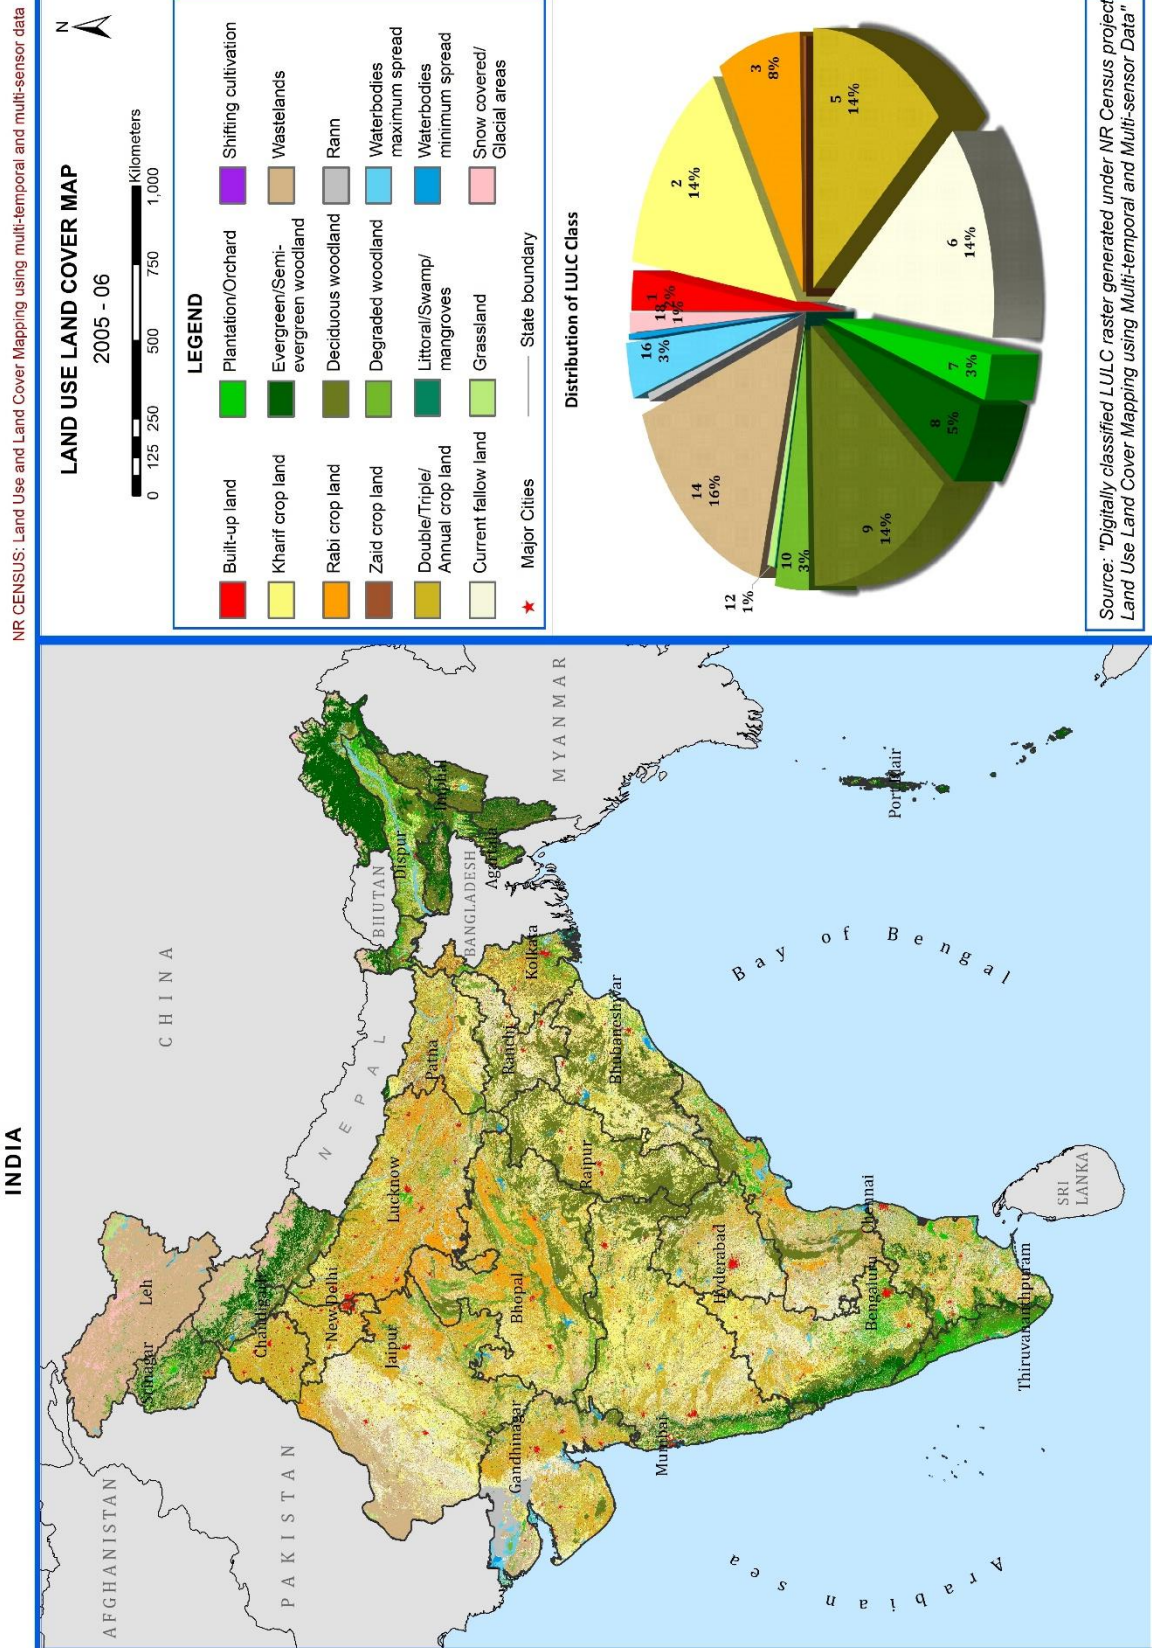 INDIA
NR CENSUS: Land Use and Land Cover Mapping using multi-temporal and multi-sensor data
AFGHANISTAN
PAKISTAN
CHINA
NEPAL
BHUTAN
BANGLADESH
MYANMAR
SRI
LANKA
Arabian sea
Bay of Bengal
Srinagar
Leh
Chandigarh
New Delhi
Jaipur
Lucknow
Patna
Dispur
Imphal
Agartala
Gandhinagar
Bhopal
Ranchi
Kolkata
Raipur
Bhubaneshwar
Mumbai
Hyderabad
Bengaluru
Chennai
Thiruvananthpuram
Port Blair
LAND USE LAND COVER MAP
2005 - 06
N
0 125 250 500 750 1,000
Kilometers
LEGEND
Built-up land
Kharif crop land
Rabi crop land
Zaid crop land
Double/Triple/
Annual crop land
Current fallow land
Plantation/Orchard
Evergreen/Semi-
evergreen woodland
Deciduous woodland
Degraded woodland
Littoral/Swamp/
mangroves
Grassland
Shifting cultivation
Wastelands
Rann
Waterbodies
maximum spread
Waterbodies
minimum spread
Snow covered/
Glacial areas
Major Cities
State boundary
Distribution of LULC Class
1
2%
2
14%
3
8%
5
14%
6
14%
7
3%
8
5%
9
14%
10
3%
12
1%
14
16%
16
3%
18
1%
Source: "Digitally classified LULC raster generated under NR Census project
Land Use Land Cover Mapping using Multi-temporal and Multi-sensor Data"